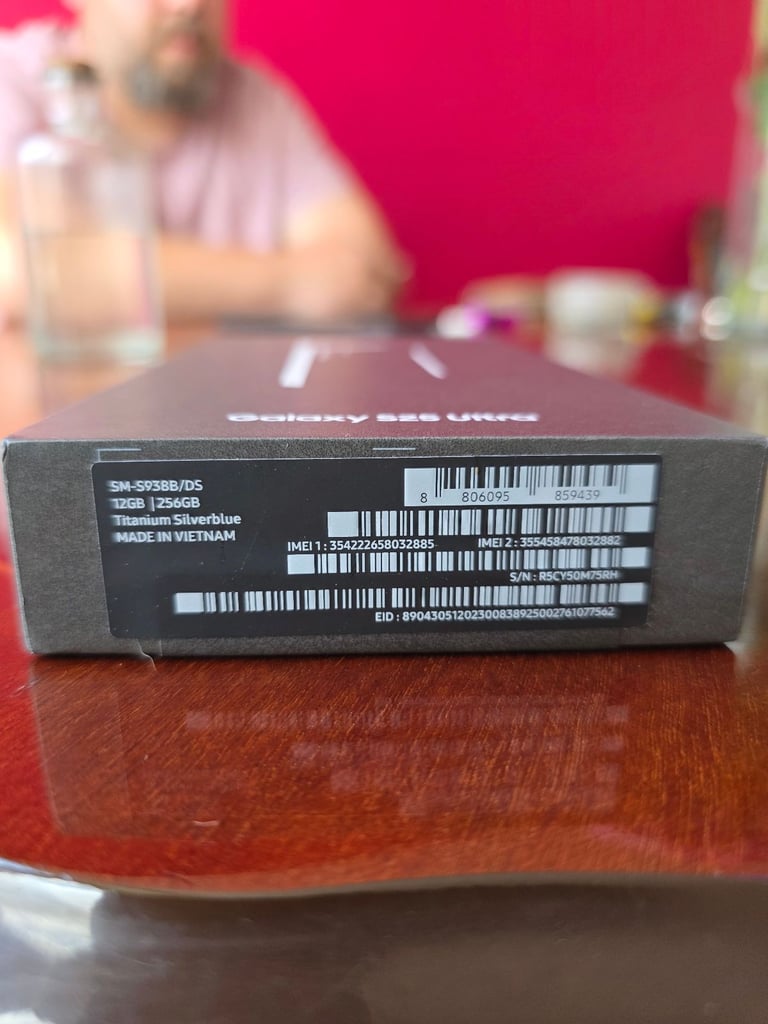 Galaxy S25 Ultra
SM-S938B/DS
12GB | 256GB
Titanium Silverblue
MADE IN VIETNAM
8 806095 859439
IMEI 1 : 354222658032885 IMEI 2 : 355458478032882
S/N : R5CY50M75RH
EID : 89043051202300838925002761077562